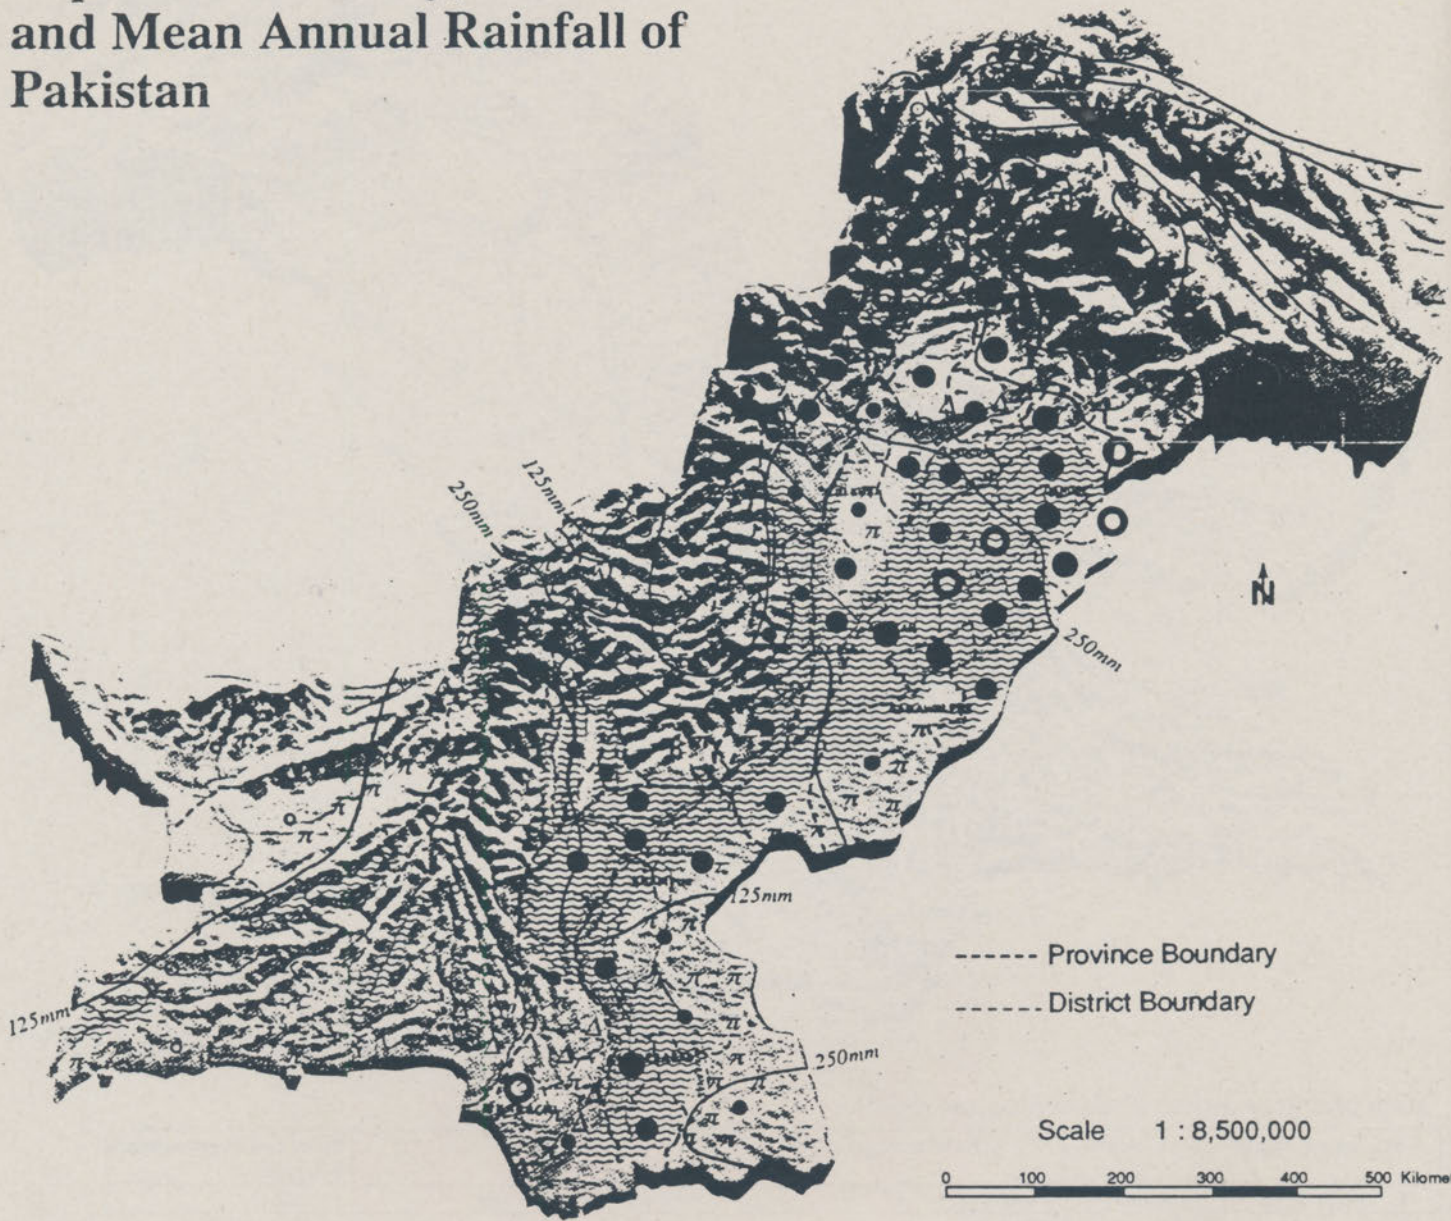 and Mean Annual Rainfall of
Pakistan
250mm
125mm
250mm
125mm
125mm
250mm
N
Province Boundary
District Boundary
Scale 1 : 8,500,000
0 100 200 300 400 500 Kilome